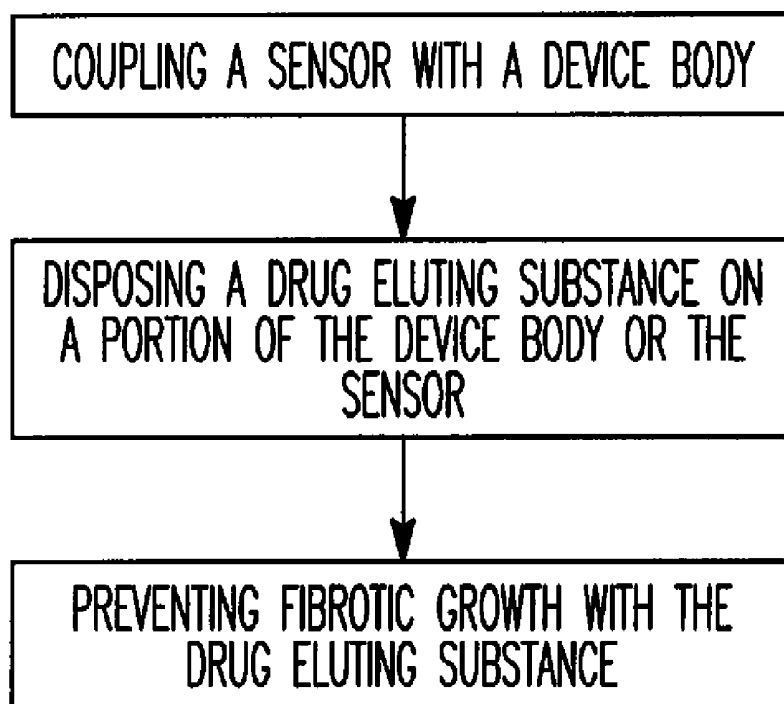 COUPLING A SENSOR WITH A DEVICE BODY
DISPOSING A DRUG ELUTING SUBSTANCE ON
A PORTION OF THE DEVICE BODY OR THE
SENSOR
PREVENTING FIBROTIC GROWTH WITH THE
DRUG ELUTING SUBSTANCE